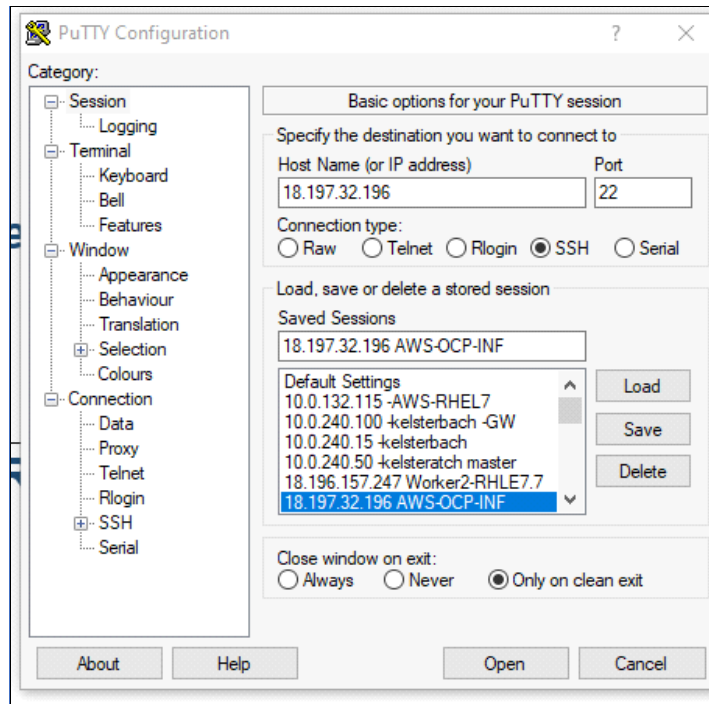 PuTTY Configuration ? ×
Category:
Session
Logging
Terminal
Keyboard
Bell
Features
Window
Appearance
Behaviour
Translation
Selection
Colours
Connection
Data
Proxy
Telnet
Rlogin
SSH
Serial
Basic options for your PuTTY session
Specify the destination you want to connect to
Host Name (or IP address) Port
18.197.32.196 22
Connection type:
Raw Telnet Rlogin SSH Serial
Load, save or delete a stored session
Saved Sessions
18.197.32.196 AWS-OCP-INF
Default Settings
10.0.132.115 -AWS-RHEL7
10.0.240.100 -kelsterbach -GW
10.0.240.15 -kelsterbach
10.0.240.50 -kelsteratch master
18.196.157.247 Worker2-RHLE7.7
18.197.32.196 AWS-OCP-INF
Load
Save
Delete
Close window on exit:
Always Never Only on clean exit
About Help Open Cancel